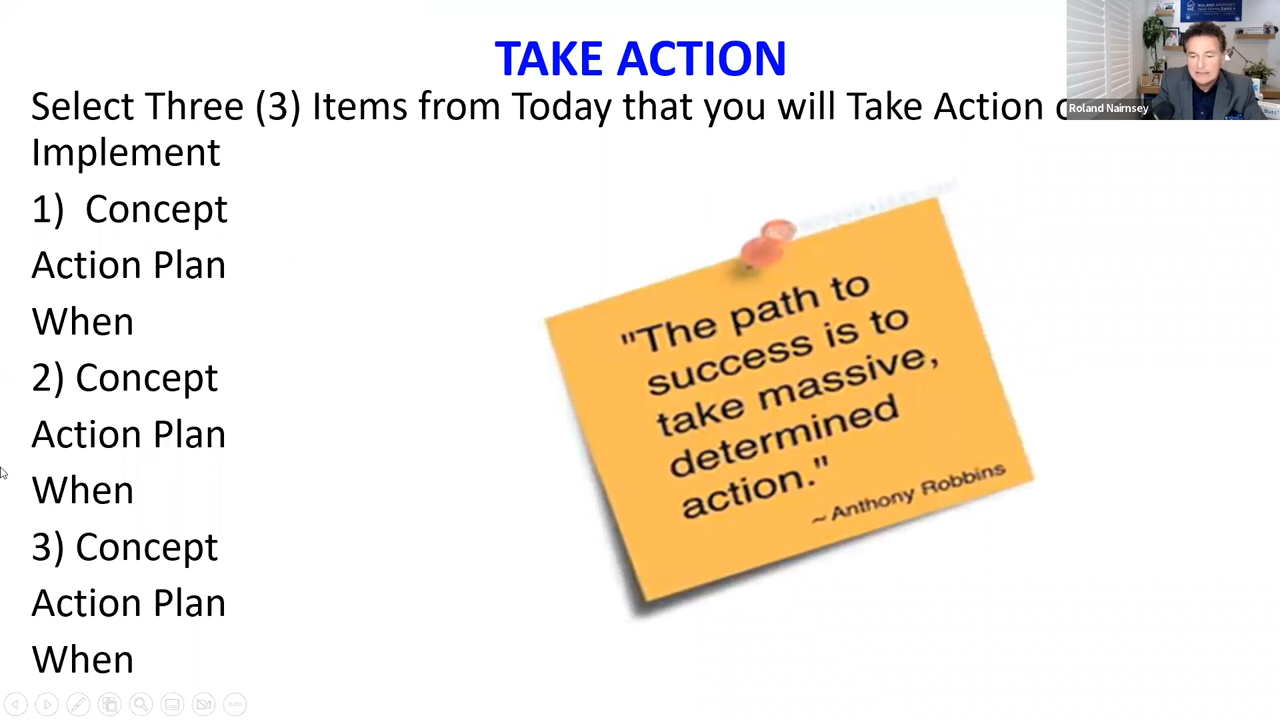 TAKE ACTION
Select Three (3) Items from Today that you will Take Action
Implement
1) Concept
Action Plan
When
2) Concept
Action Plan
When
3) Concept
Action Plan
When
"The path to
success is to
take massive,
determined
action."
~ Anthony Robbins
Roland Nairnsey